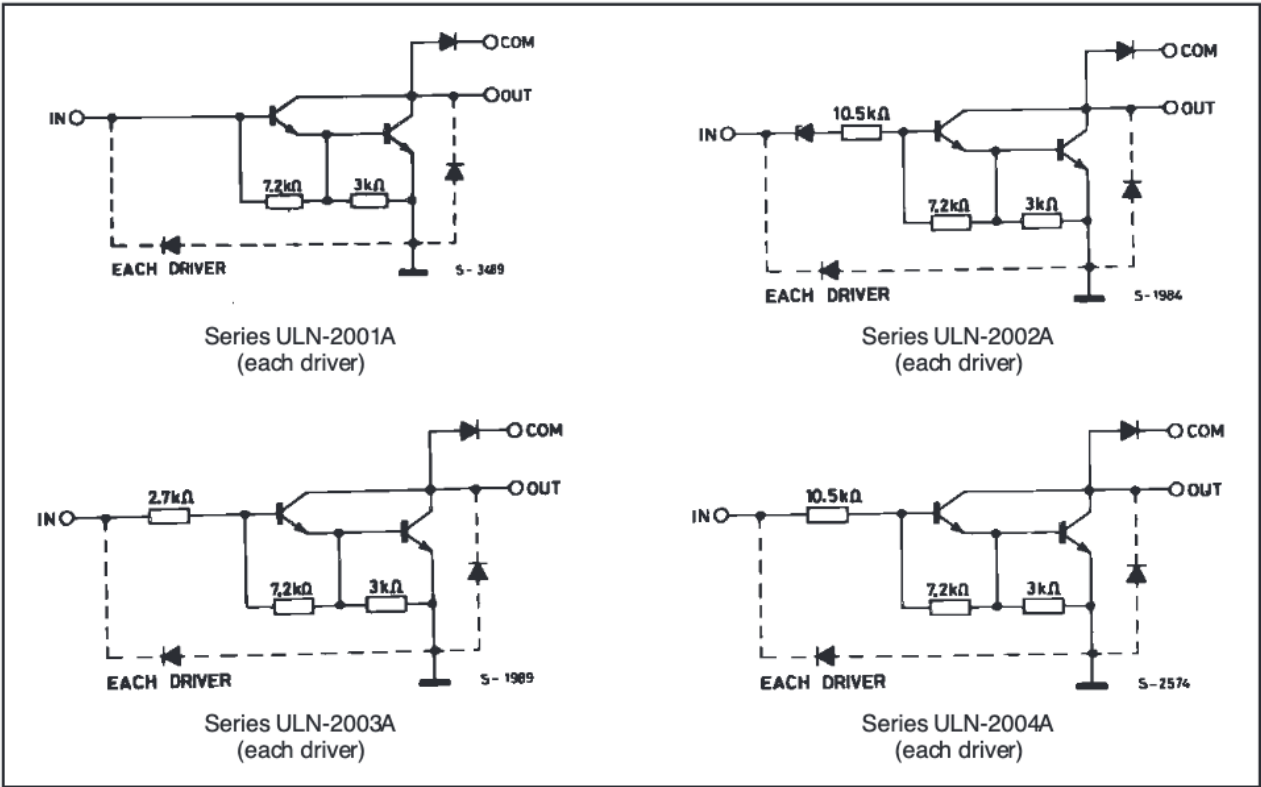 COM
OUT
IN
7.2kΩ
3kΩ
EACH DRIVER
S-3489
Series ULN-2001A
(each driver)
COM
OUT
10.5kΩ
IN
7.2kΩ
3kΩ
EACH DRIVER
S-1984
Series ULN-2002A
(each driver)
COM
OUT
2.7kΩ
IN
7.2kΩ
3kΩ
EACH DRIVER
S-1989
Series ULN-2003A
(each driver)
COM
OUT
10.5kΩ
IN
7.2kΩ
3kΩ
EACH DRIVER
S-2574
Series ULN-2004A
(each driver)